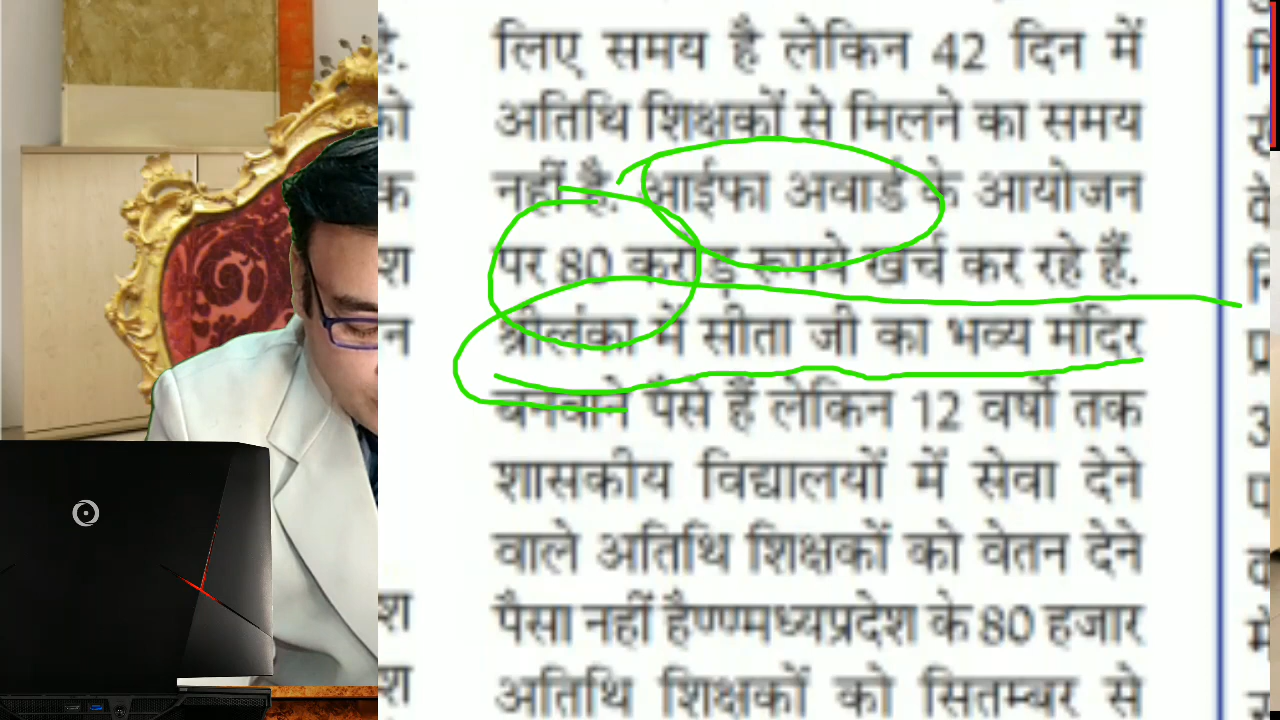 लिए समय है लेकिन 42 दिन में
अतिथि शिक्षकों से मिलने का समय
नहीं है. आईफा अवार्ड के आयोजन
पर 80 करोड़ रूपये खर्च कर रहे हैं.
श्रीलंका में सीता जी का भव्य मंदिर
बनवाने पैसे हैं लेकिन 12 वर्षो तक
शासकीय विद्यालयों में सेवा देने
वाले अतिथि शिक्षकों को वेतन देने
पैसा नहीं हैण्ण्मध्यप्रदेश के 80 हजार
अतिथि शिक्षकों को सितम्बर से